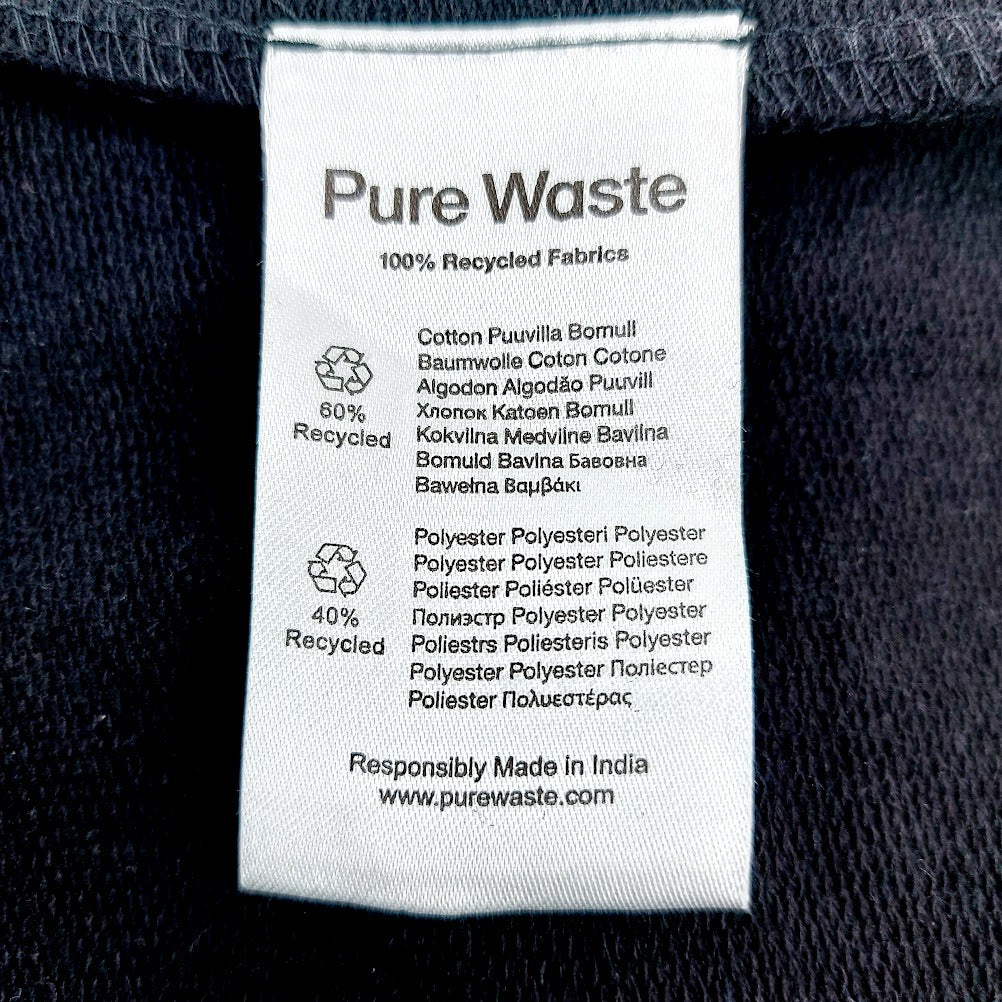 Pure Waste
100% Recycled Fabrics
60%
Recycled
Cotton Puuvilla Bomull
Baumwolle Coton Cotone
Algodon Algodão Puuvill
Хлопок Katoen Bomull
Kokvilna Medvilne Bavlna
Bomuld Bavlna Бавовна
Bawełna Βαμβάκι
40%
Recycled
Polyester Polyesteri Polyester
Polyester Polyester Poliestere
Poliester Poliéster Polüester
Полиэстр Polyester Polyester
Poliestrs Poliesteris Polyester
Polyester Polyester Поліестер
Poliester Πολυεστέρας
Responsibly Made in India
www.purewaste.com